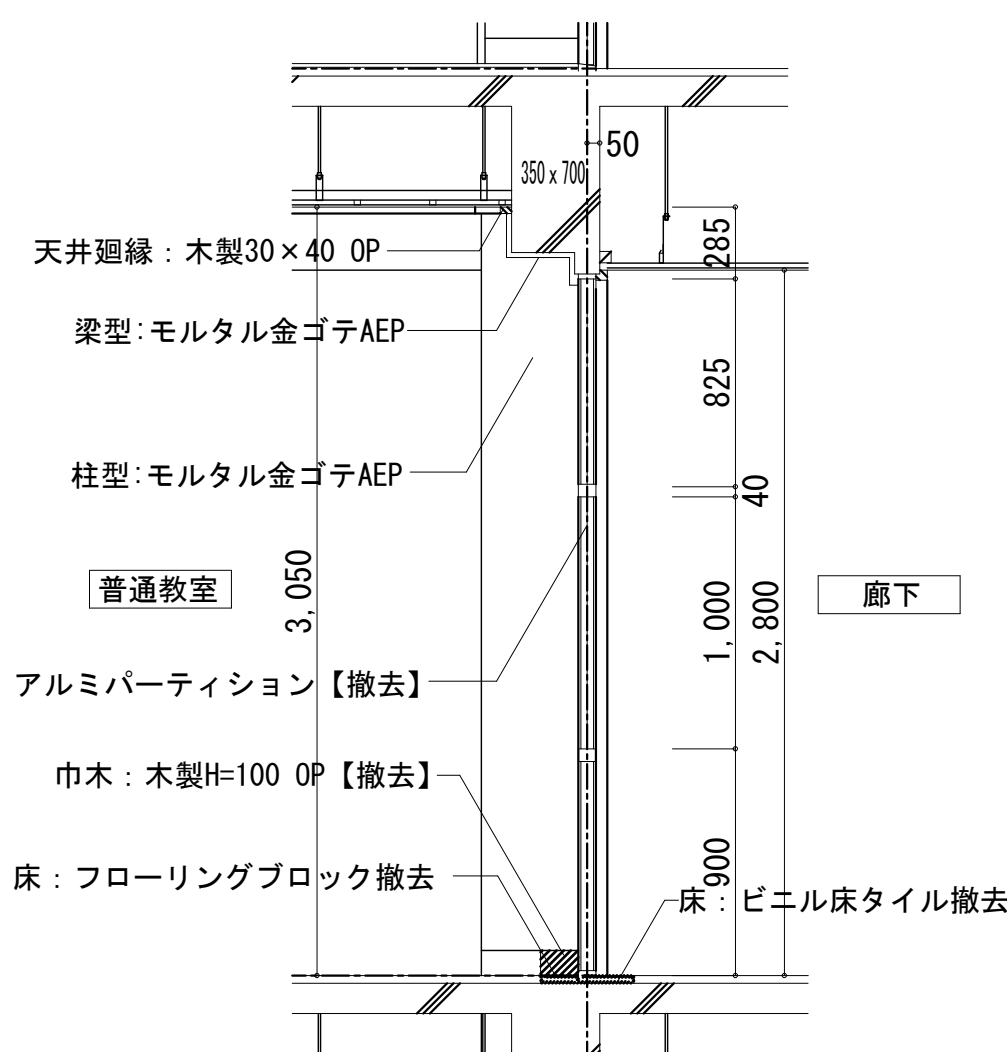 50
350 x 700
285
天井廻縁：木製30×40 OP
梁型:モルタル金ゴテAEP
825
柱型:モルタル金ゴテAEP
40
普通教室
3,050
1,000
2,800
廊下
アルミパーティション【撤去】
巾木：木製H=100 OP【撤去】
床：フローリングブロック撤去
900
床：ビニル床タイル撤去